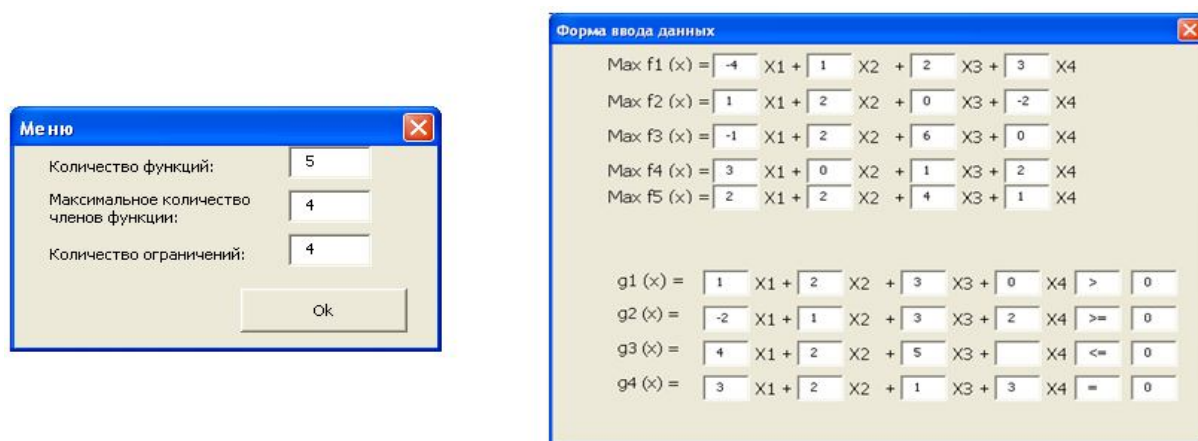 Меню
Количество функций: 5
Максимальное количество
членов функции: 4
Количество ограничений: 4
Ok
Форма ввода данных
Max f1 (x) = -4 X1 + 1 X2 + 2 X3 + 3 X4
Max f2 (x) = 1 X1 + 2 X2 + 0 X3 + -2 X4
Max f3 (x) = -1 X1 + 2 X2 + 6 X3 + 0 X4
Max f4 (x) = 3 X1 + 0 X2 + 1 X3 + 2 X4
Max f5 (x) = 2 X1 + 2 X2 + 4 X3 + 1 X4
g1 (x) = 1 X1 + 2 X2 + 3 X3 + 0 X4 > 0
g2 (x) = -2 X1 + 1 X2 + 3 X3 + 2 X4 >= 0
g3 (x) = 4 X1 + 2 X2 + 5 X3 + X4 <= 0
g4 (x) = 3 X1 + 2 X2 + 1 X3 + 3 X4 = 0